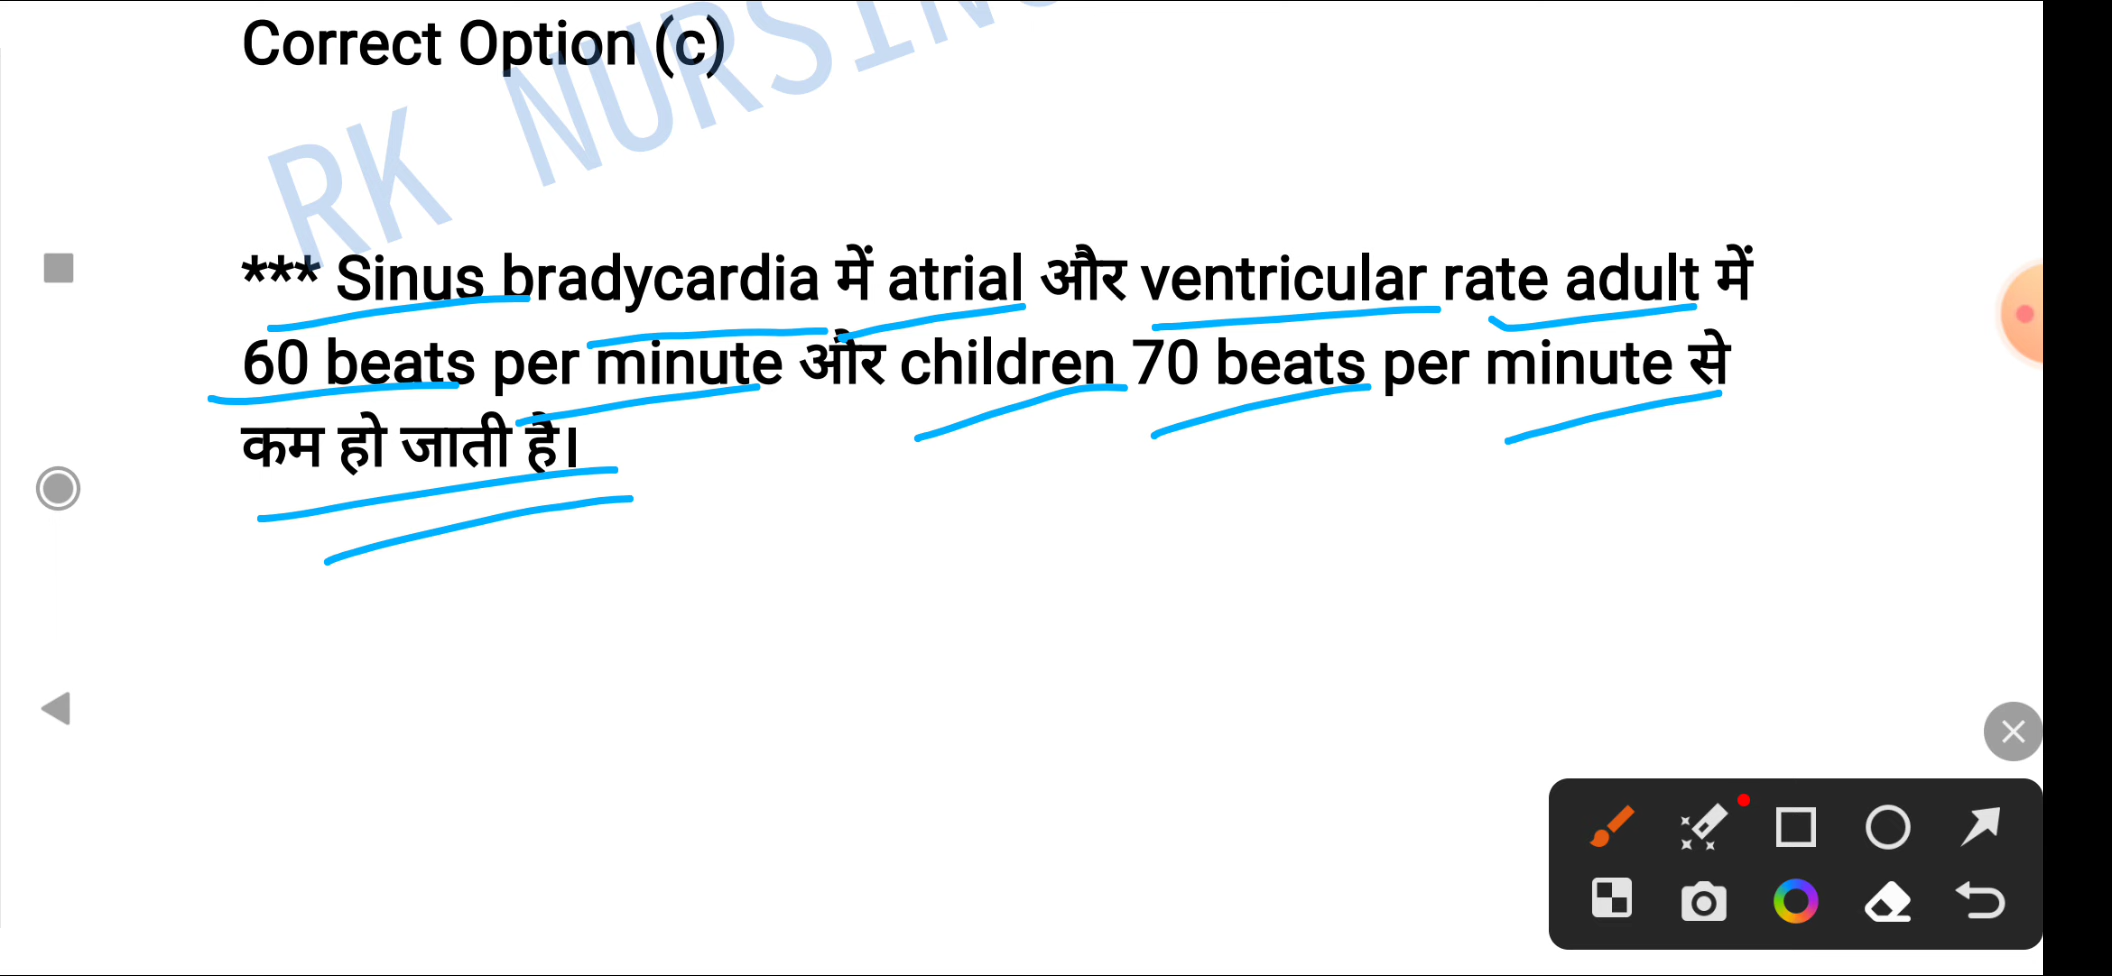 Correct Option (c)
RK NURSIN
*** Sinus bradycardia में atrial और ventricular rate adult में
60 beats per minute और children 70 beats per minute से
कम हो जाती है।